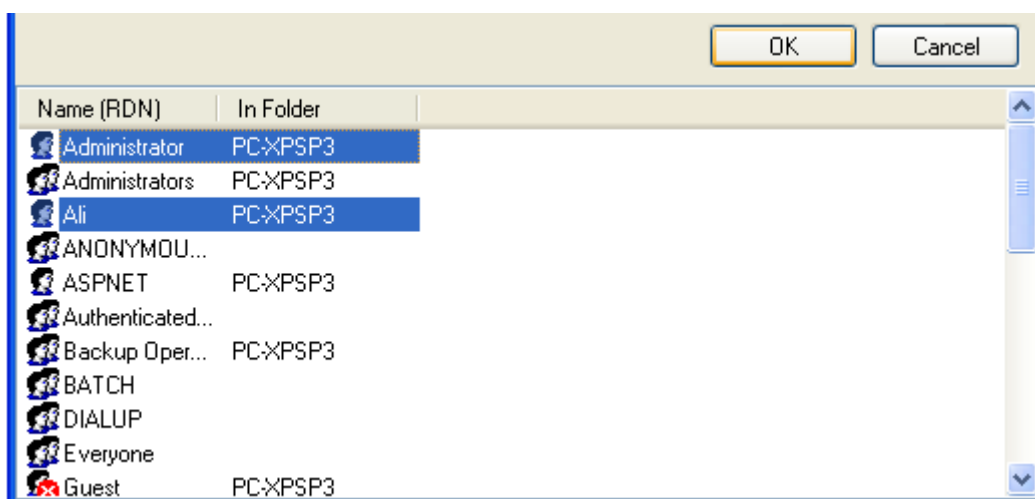 OK Cancel
Name (RDN) In Folder
Administrator PC-XPSP3
Administrators PC-XPSP3
Ali PC-XPSP3
ANONYMOU...
ASPNET PC-XPSP3
Authenticated...
Backup Oper... PC-XPSP3
BATCH
DIALUP
Everyone
Guest PC-XPSP3